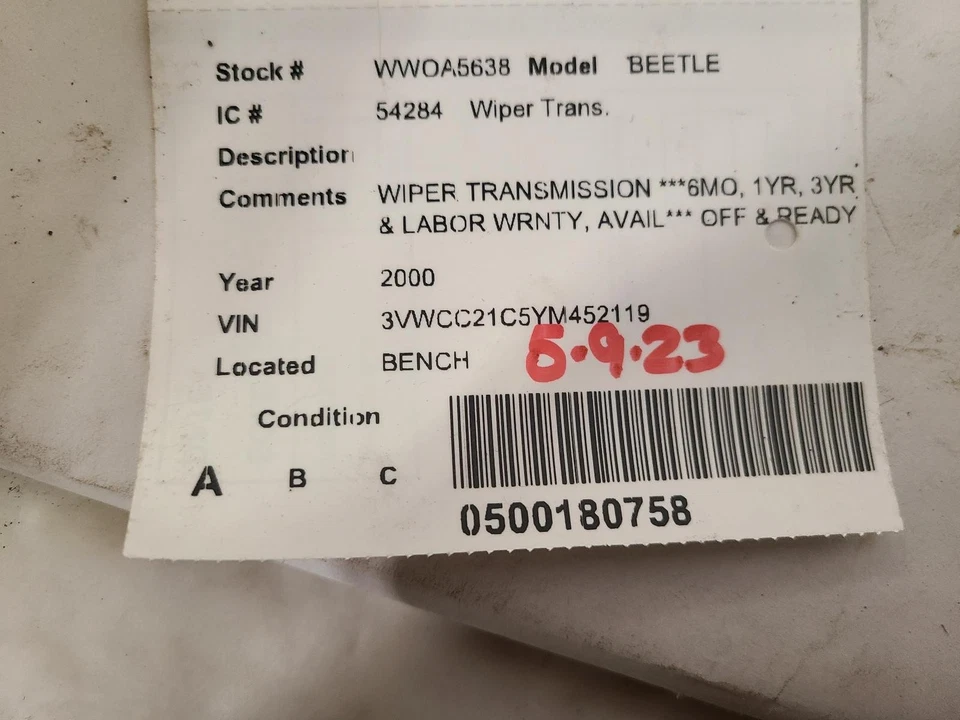 Stock # WWOA5638 Model BEETLE
IC # 54284 Wiper Trans.
Description
Comments WIPER TRANSMISSION ***6MO, 1YR, 3YR
& LABOR WRNTY, AVAIL*** OFF & READY
Year 2000
VIN 3VWCC21C5YM452119
Located BENCH 5.9.23
Condition
A B C
0500180758